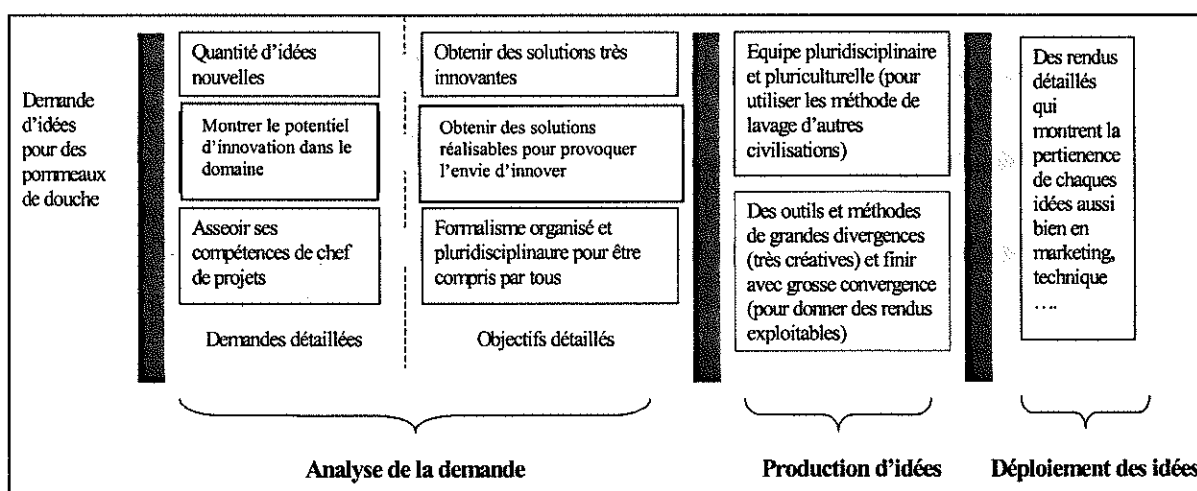 Demande
d'idées
pour des
pommeaux
de douche
Quantité d'idées
nouvelles
Montrer le potentiel
d'innovation dans le
domaine
Asseoir ses
compétences de chef
de projets
Demandes détaillées
Obtenir des solutions très
innovantes
Obtenir des solutions
réalisables pour provoquer
l'envie d'innover
Formalisme organisé et
pluridisciplinaure pour être
compris par tous
Objectifs détaillés
Equipe pluridisciplinaire
et pluriculturelle (pour
utiliser les méthode de
lavage d'autres
civilisations)
Des outils et méthodes
de grandes divergences
(très créatives) et finir
avec grosse convergence
(pour donner des rendus
exploitables)
Des rendus
détaillés
qui
montrent la
pertienence
de chaques
idées aussi
bien en
marketing,
technique
....
Analyse de la demande
Production d'idées
Déploiement des idées